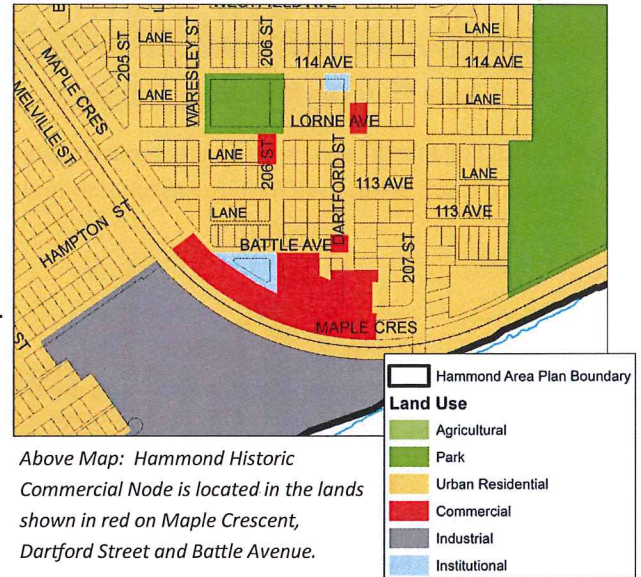 206 ST
WARESLEY ST
205 ST
LANE
114 AVE
114 AVE
MAPLE CRES
MELVILLE ST
LANE
LANE
LORNE AVE
LANE
206 ST
DARTFORD ST
113 AVE
LANE
LANE
113 AVE
HAMPTON ST
BATTLE AVE
207 ST
MAPLE CRES
ST
Hammond Area Plan Boundary
Land Use
Agricultural
Park
Urban Residential
Commercial
Industrial
Institutional
Above Map: Hammond Historic
Commercial Node is located in the lands
shown in red on Maple Crescent,
Dartford Street and Battle Avenue.